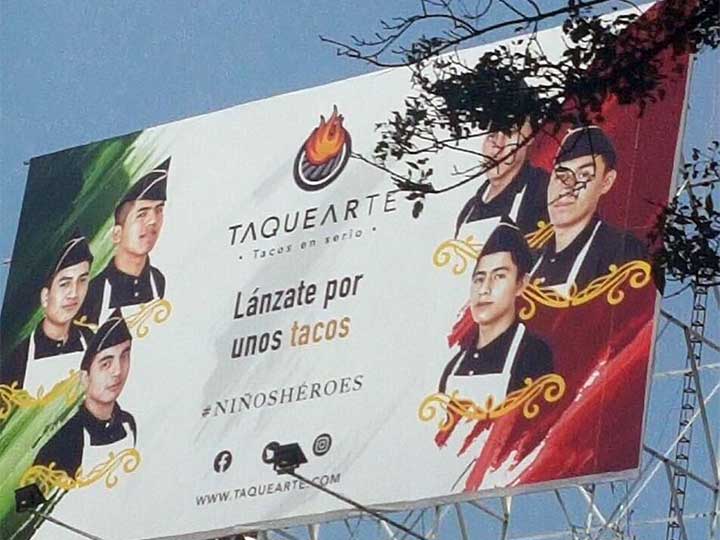 TAQUEARTE
• Tacos en serio •
Lánzate por
unos tacos
#NIÑOSHÉROES
WWW.TAQUEARTE.COM